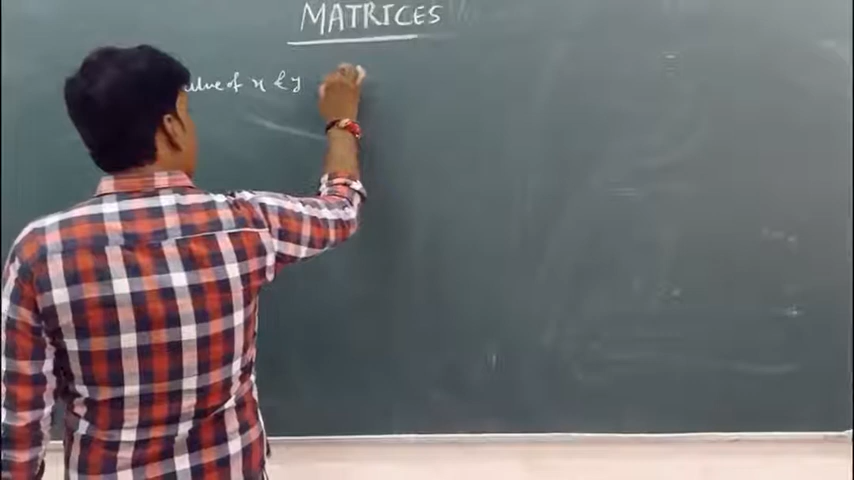 MATRICES
value of x & y